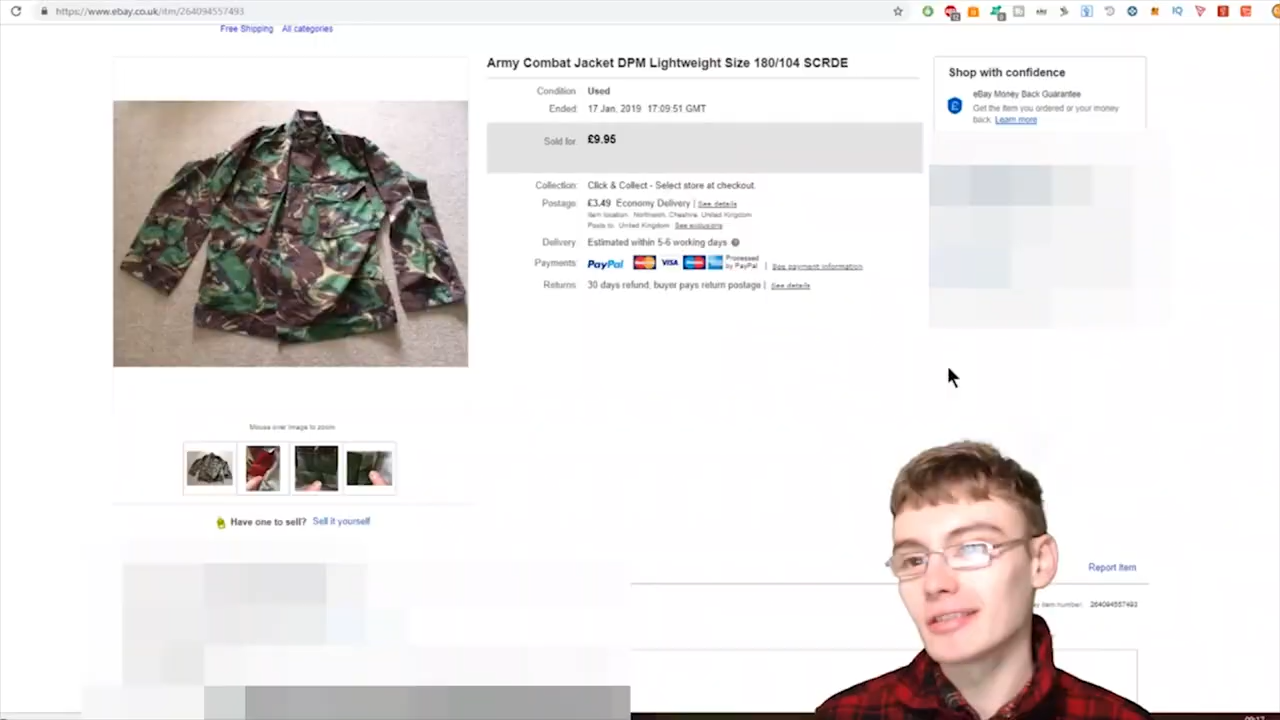 https://www.ebay.co.uk/itm/264094557493
Free Shipping All categories
Army Combat Jacket DPM Lightweight Size 180/104 SCRDE
Condition Used
Ended: 17 Jan, 2019 17:09:51 GMT
Sold for: £9.95
Collection: Click & Collect - Select store at checkout.
Postage: £3.49 Economy Delivery | See details
Item location: Northwich, Cheshire, United Kingdom
Posts to: United Kingdom See exclusions
Delivery: Estimated within 5-6 working days
Payments: PayPal MasterCard VISA Processed by PayPal | See payment information
Returns: 30 days refund, buyer pays return postage | See details
Shop with confidence
eBay Money Back Guarantee
Get the item you ordered or your money
back. Learn more
Mouse over image to zoom
Have one to sell? Sell it yourself
Report item
item number: 264094557493